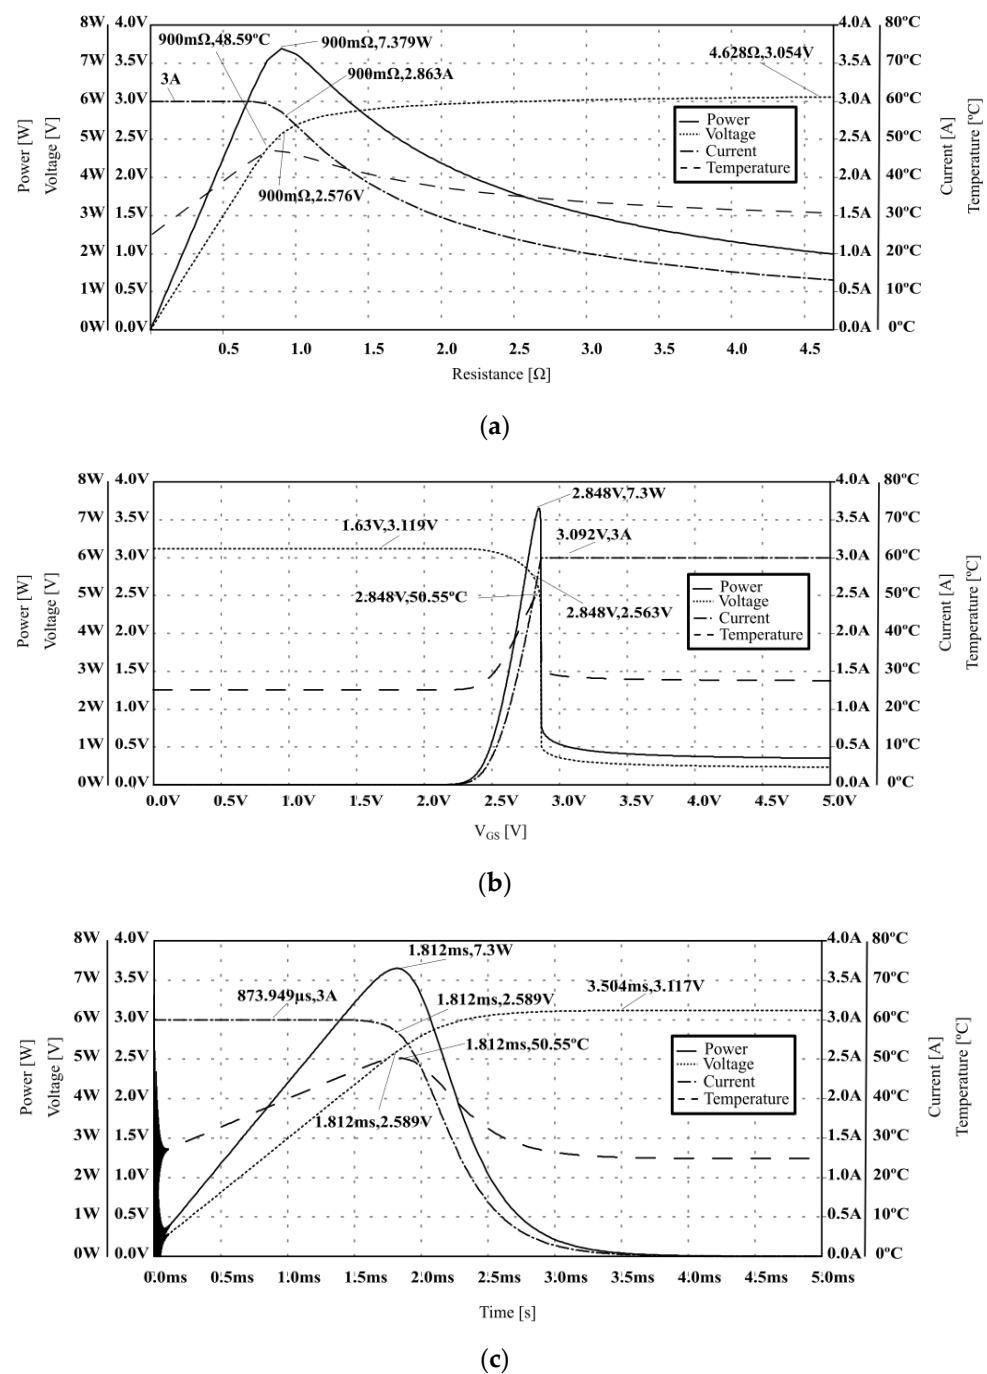 (a)
8W 4.0V
7W 3.5V
6W 3.0V
5W 2.5V
4W 2.0V
3W 1.5V
2W 1.0V
1W 0.5V
0W 0.0V
Power [W]
Voltage [V]
900mΩ,48.59ºC
900mΩ,7.379W
900mΩ,2.863A
3A
4.628Ω,3.054V
900mΩ,2.576V
Power
Voltage
Current
Temperature
4.0A 80ºC
3.5A 70ºC
3.0A 60ºC
2.5A 50ºC
2.0A 40ºC
1.5A 30ºC
1.0A 20ºC
0.5A 10ºC
0.0A 0ºC
Current [A]
Temperature [ºC]
0.5 1.0 1.5 2.0 2.5 3.0 3.5 4.0 4.5
Resistance [Ω]
(b)
8W 4.0V
7W 3.5V
6W 3.0V
5W 2.5V
4W 2.0V
3W 1.5V
2W 1.0V
1W 0.5V
0W 0.0V
Power [W]
Voltage [V]
2.848V,7.3W
1.63V,3.119V
3.092V,3A
2.848V,50.55ºC
2.848V,2.563V
Power
Voltage
Current
Temperature
4.0A 80ºC
3.5A 70ºC
3.0A 60ºC
2.5A 50ºC
2.0A 40ºC
1.5A 30ºC
1.0A 20ºC
0.5A 10ºC
0.0A 0ºC
Current [A]
Temperature [ºC]
0.0V 0.5V 1.0V 1.5V 2.0V 2.5V 3.0V 3.5V 4.0V 4.5V 5.0V
VGS [V]
(c)
8W 4.0V
7W 3.5V
6W 3.0V
5W 2.5V
4W 2.0V
3W 1.5V
2W 1.0V
1W 0.5V
0W 0.0V
Power [W]
Voltage [V]
1.812ms,7.3W
873.949µs,3A
1.812ms,2.589V
3.504ms,3.117V
1.812ms,50.55ºC
1.812ms,2.589V
Power
Voltage
Current
Temperature
4.0A 80ºC
3.5A 70ºC
3.0A 60ºC
2.5A 50ºC
2.0A 40ºC
1.5A 30ºC
1.0A 20ºC
0.5A 10ºC
0.0A 0ºC
Current [A]
Temperature [ºC]
0.0ms 0.5ms 1.0ms 1.5ms 2.0ms 2.5ms 3.0ms 3.5ms 4.0ms 4.5ms 5.0ms
Time [s]